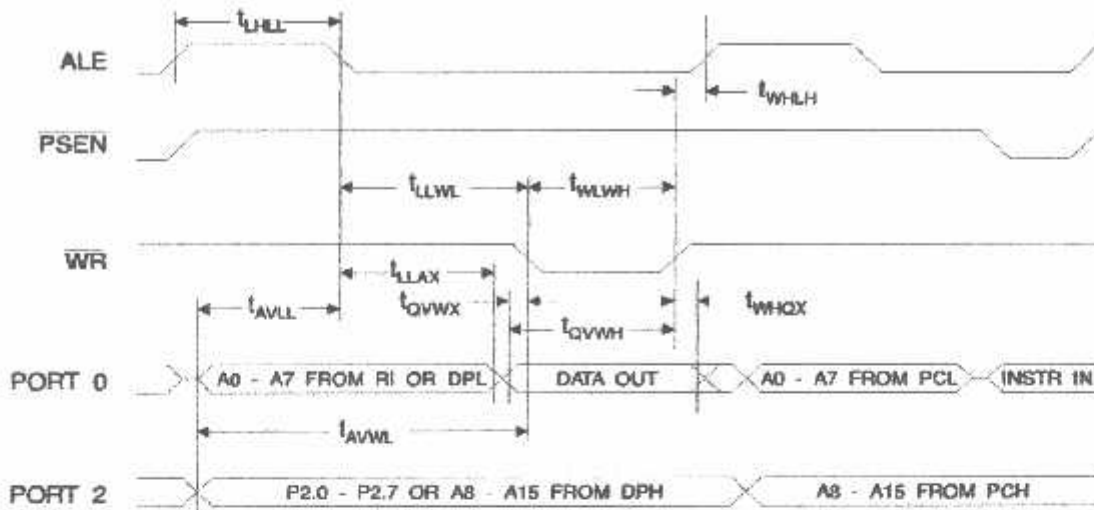 tLHLL
ALE
tWHLH
PSEN
tLLWL
tWLWH
WR
tLLAX
tAVLL
tQVWX
tWHQX
tQVWH
PORT 0
A0 - A7 FROM RI OR DPL
DATA OUT
A0 - A7 FROM PCL
INSTR IN
tAVWL
PORT 2
P2.0 - P2.7 OR A8 - A15 FROM DPH
A8 - A15 FROM PCH